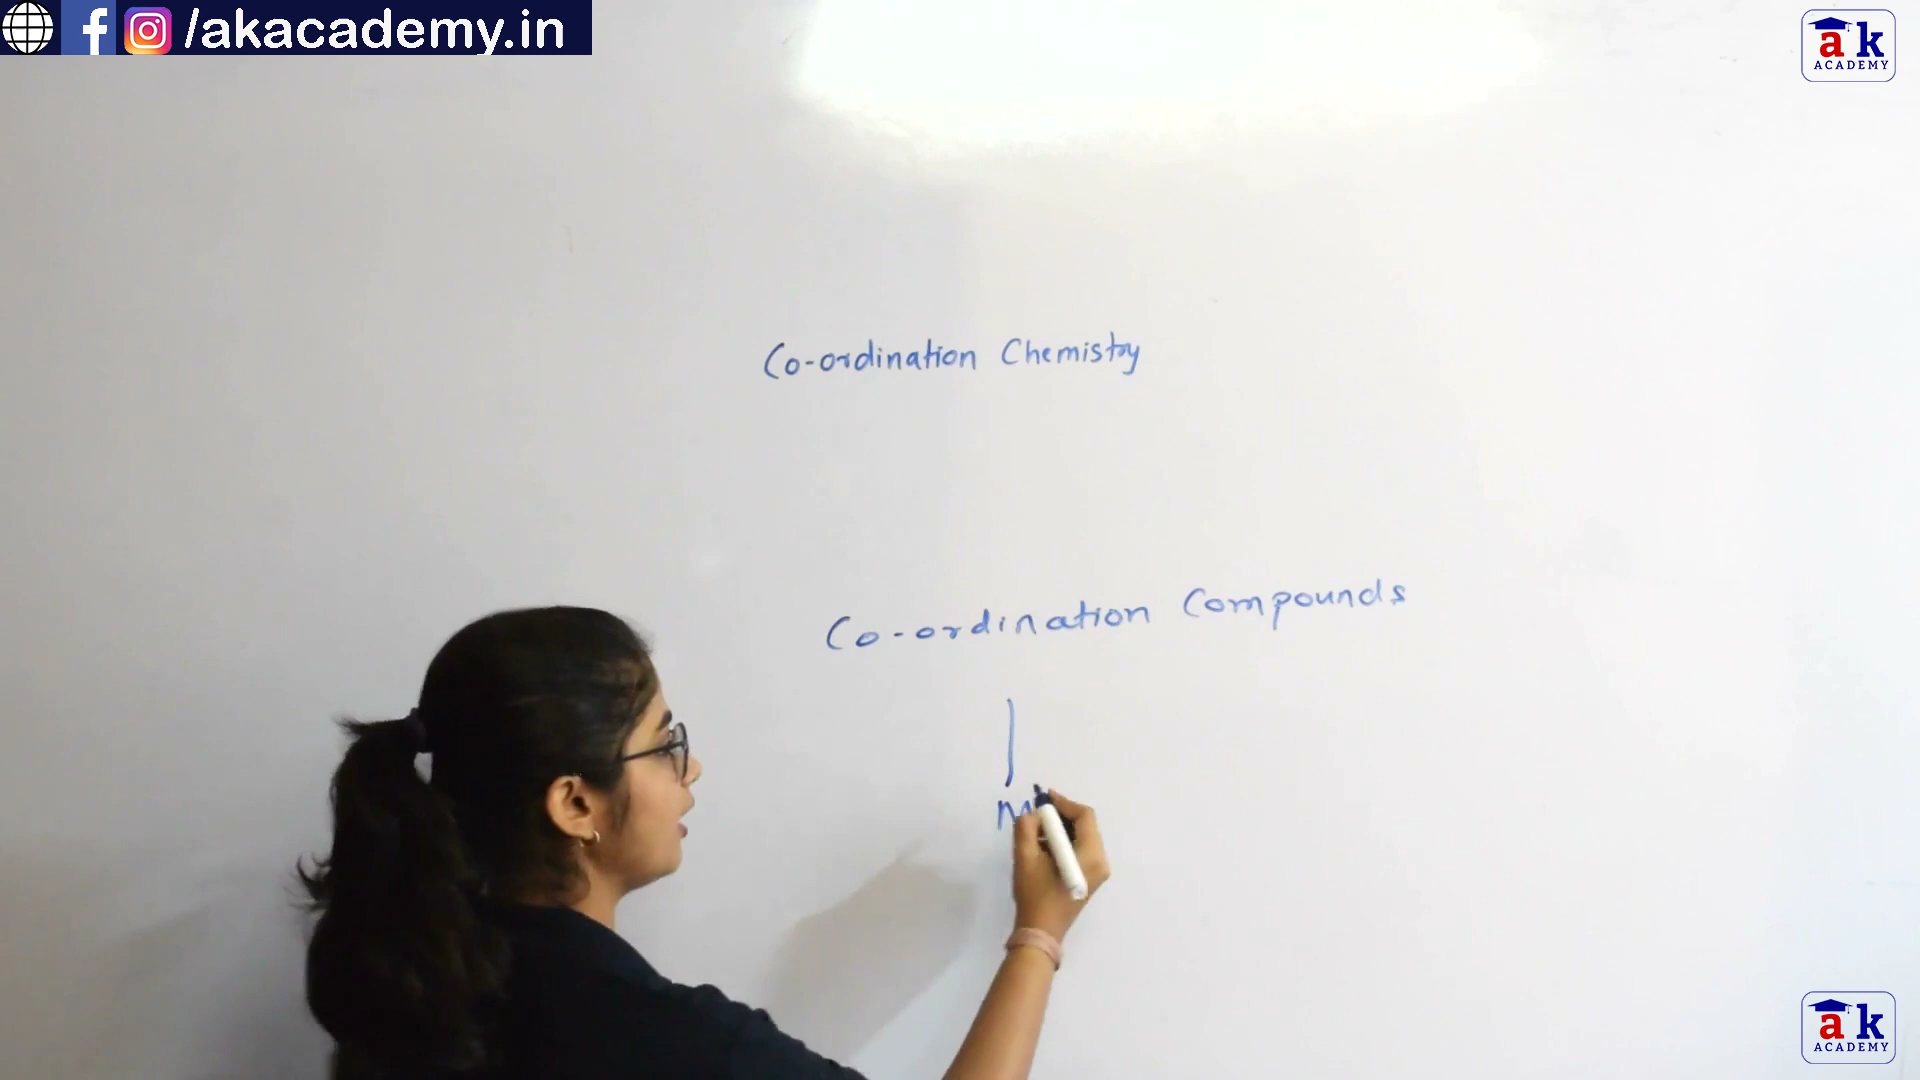 /akacademy.in
ak
ACADEMY
Co-ordination Chemistry
Co-ordination Compounds
M
ak
ACADEMY